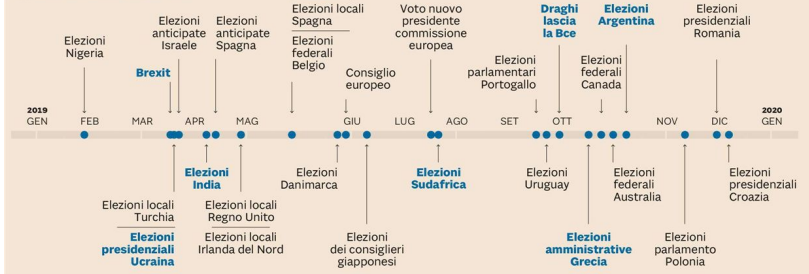 Elezioni
Nigeria
Brexit
Elezioni
anticipate
Israele
Elezioni
anticipate
Spagna
Elezioni locali
Spagna
Elezioni
federali
Belgio
Consiglio
europeo
Voto nuovo
presidente
commissione
europea
Elezioni
parlamentari
Portogallo
Draghi
lascia
la Bce
Elezioni
federali
Canada
Elezioni
Argentina
Elezioni
presidenziali
Romania
2019
GEN
FEB
MAR
APR
MAG
GIU
LUG
AGO
SET
OTT
NOV
DIC
2020
GEN
Elezioni locali
Turchia
Elezioni
presidenziali
Ucraina
Elezioni
India
Elezioni locali
Regno Unito
Elezioni locali
Irlanda del Nord
Elezioni
Danimarca
Elezioni
dei consiglieri
giapponesi
Elezioni
Sudafrica
Elezioni
Uruguay
Elezioni
amministrative
Grecia
Elezioni
federali
Australia
Elezioni
parlamento
Polonia
Elezioni
presidenziali
Croazia